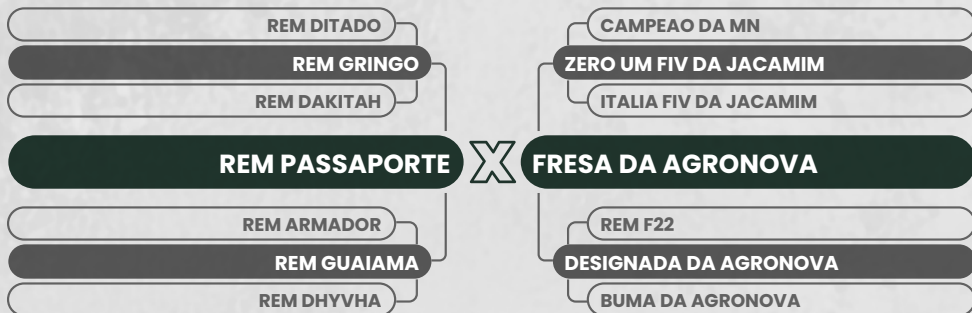 REM DITADO
REM GRINGO
REM DAKITAH
REM PASSAPORTE
REM ARMADOR
REM GUAIAMA
REM DHYVHA
X
CAMPEAO DA MN
ZERO UM FIV DA JACAMIM
ITALIA FIV DA JACAMIM
FRESA DA AGRONOVA
REM F22
DESIGNADA DA AGRONOVA
BUMA DA AGRONOVA